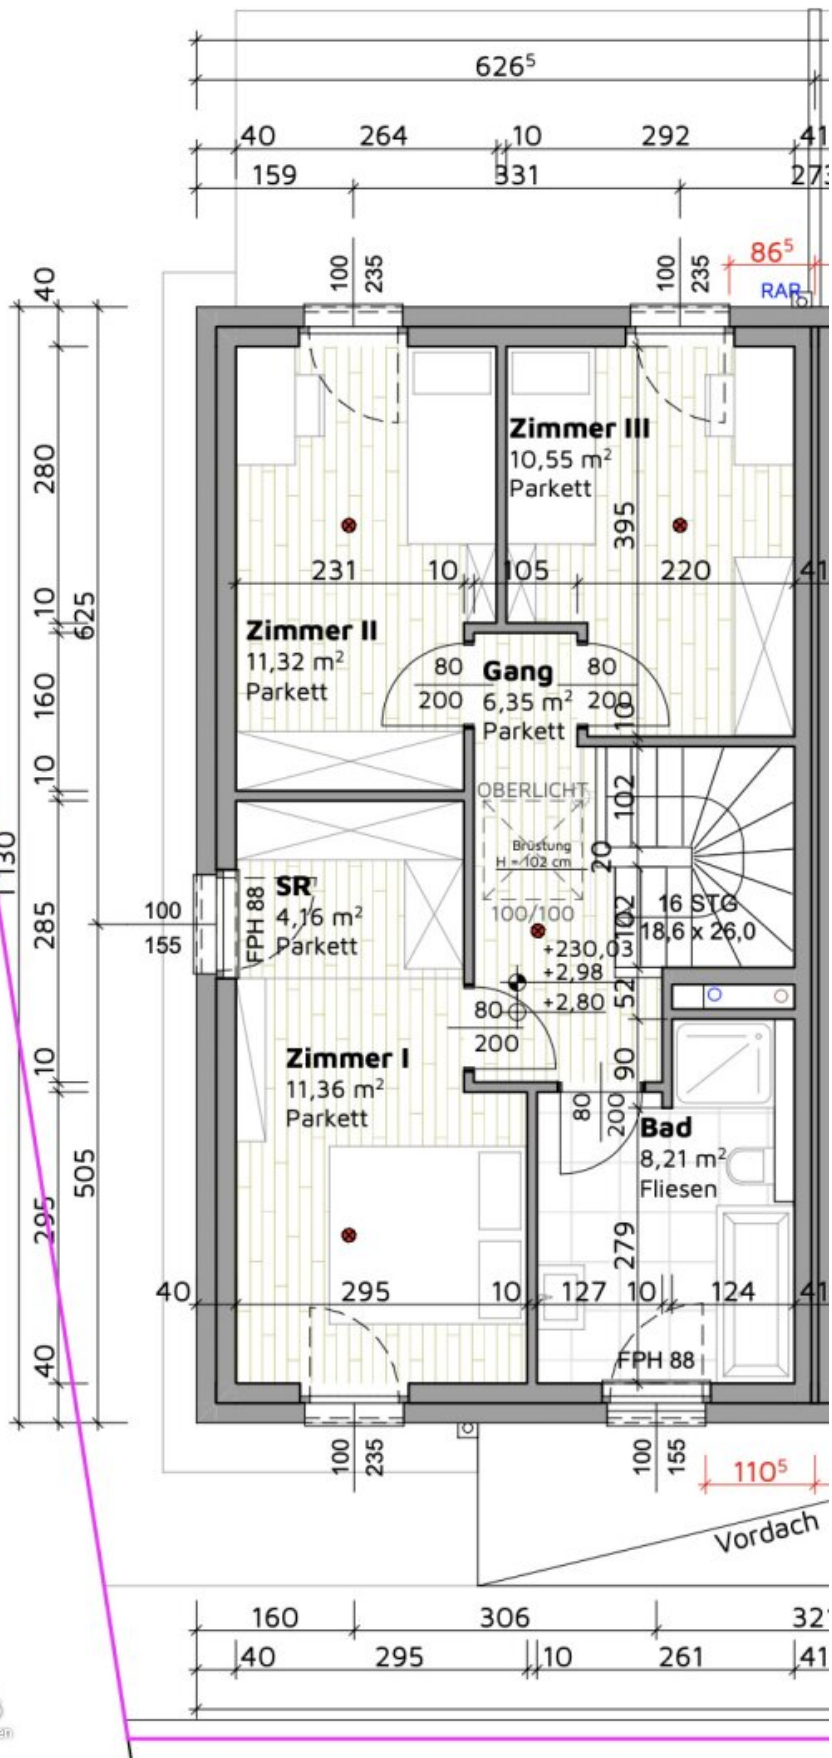 626⁵
40 264 10 292 41
159 331 273
100 235
100 235
86⁵
RAR
40
Zimmer III
10,55 m²
Parkett
280
395
231 10 105 220 41
10
625
Zimmer II
11,32 m²
Parkett
80
200
Gang
6,35 m²
Parkett
80
200
160
10
10
OBERLICHT
102
Brüstung
H = 102 cm
20
1130
SR
4,16 m²
Parkett
100
155
FPH 88
285
100/100
102
16 STG
18,6 x 26,0
+230,03
+2,98
+2,80
52
80
200
Zimmer I
11,36 m²
Parkett
10
90
80
200
Bad
8,21 m²
Fliesen
505
295
279
40 295 10 127 10 124 41
FPH 88
40
100 235
100 155
110⁵
Vordach
160 306 321
40 295 10 261 41